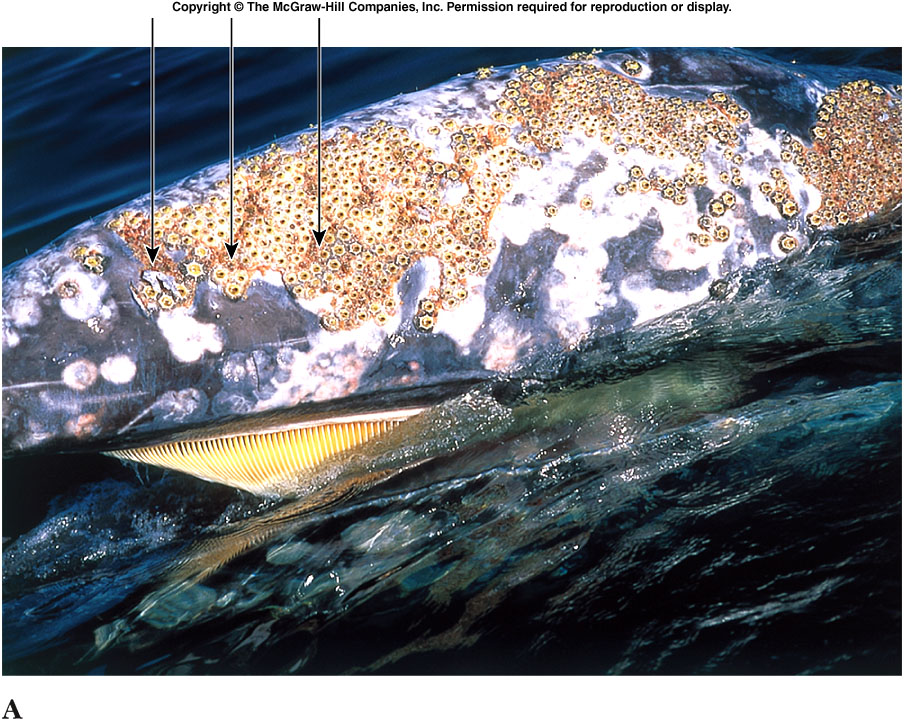 Copyright © The McGraw-Hill Companies, Inc. Permission required for reproduction or display.
A